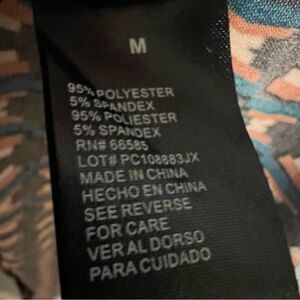 M
95% POLYESTER
5% SPANDEX
95% POLIESTER
5% SPANDEX
RN# 66585
LOT# PC108883JX
MADE IN CHINA
HECHO EN CHINA
SEE REVERSE
FOR CARE
VER AL DORSO
PARA CUIDADO